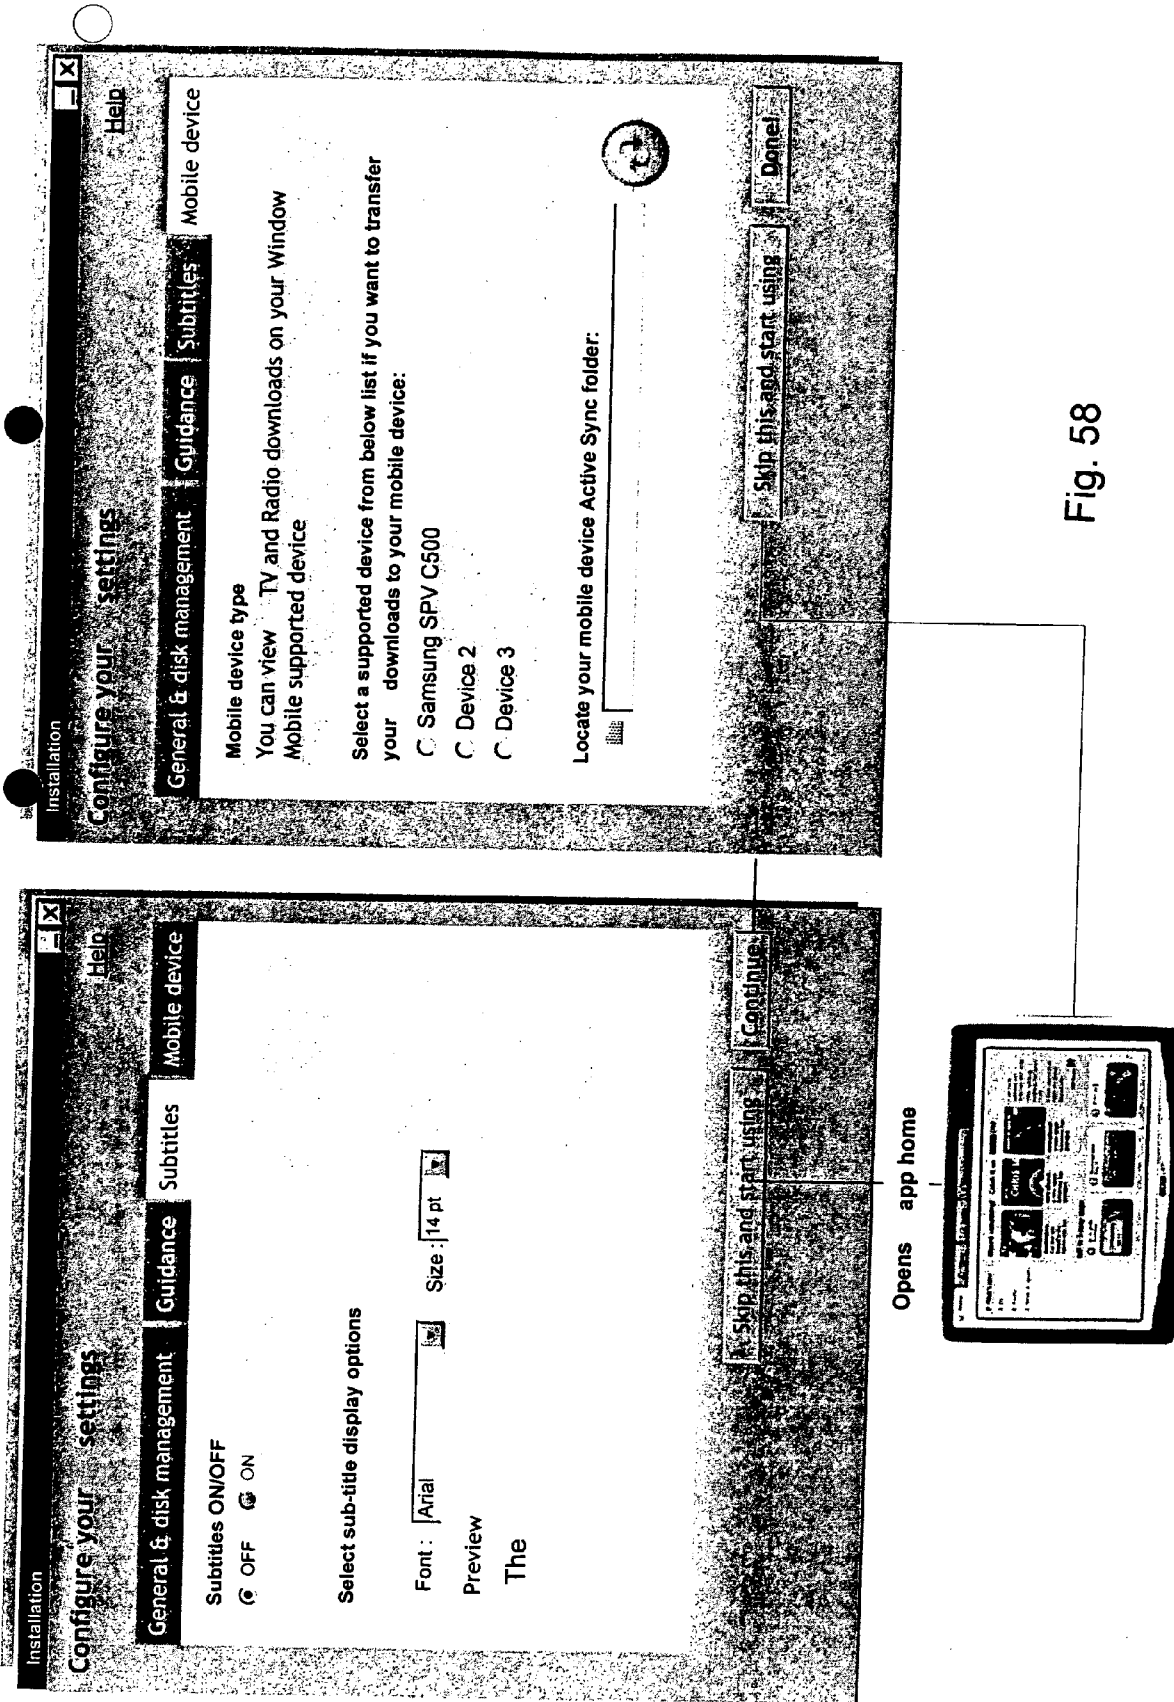 Installation
Configure your settings
Help
General & disk management
Guidance
Subtitles
Mobile device
Subtitles ON/OFF
OFF
ON
Select sub-title display options
Font :
Arial
Size :
14 pt
Preview
The
Skip this and start using
Continue
Opens app home
Installation
Configure your settings
Help
General & disk management
Guidance
Subtitles
Mobile device
Mobile device type
You can view TV and Radio downloads on your Window
Mobile supported device
Select a supported device from below list if you want to transfer
your downloads to your mobile device:
Samsung SPV C500
Device 2
Device 3
Locate your mobile device Active Sync folder:
Skip this and start using
Done!
Fig. 58